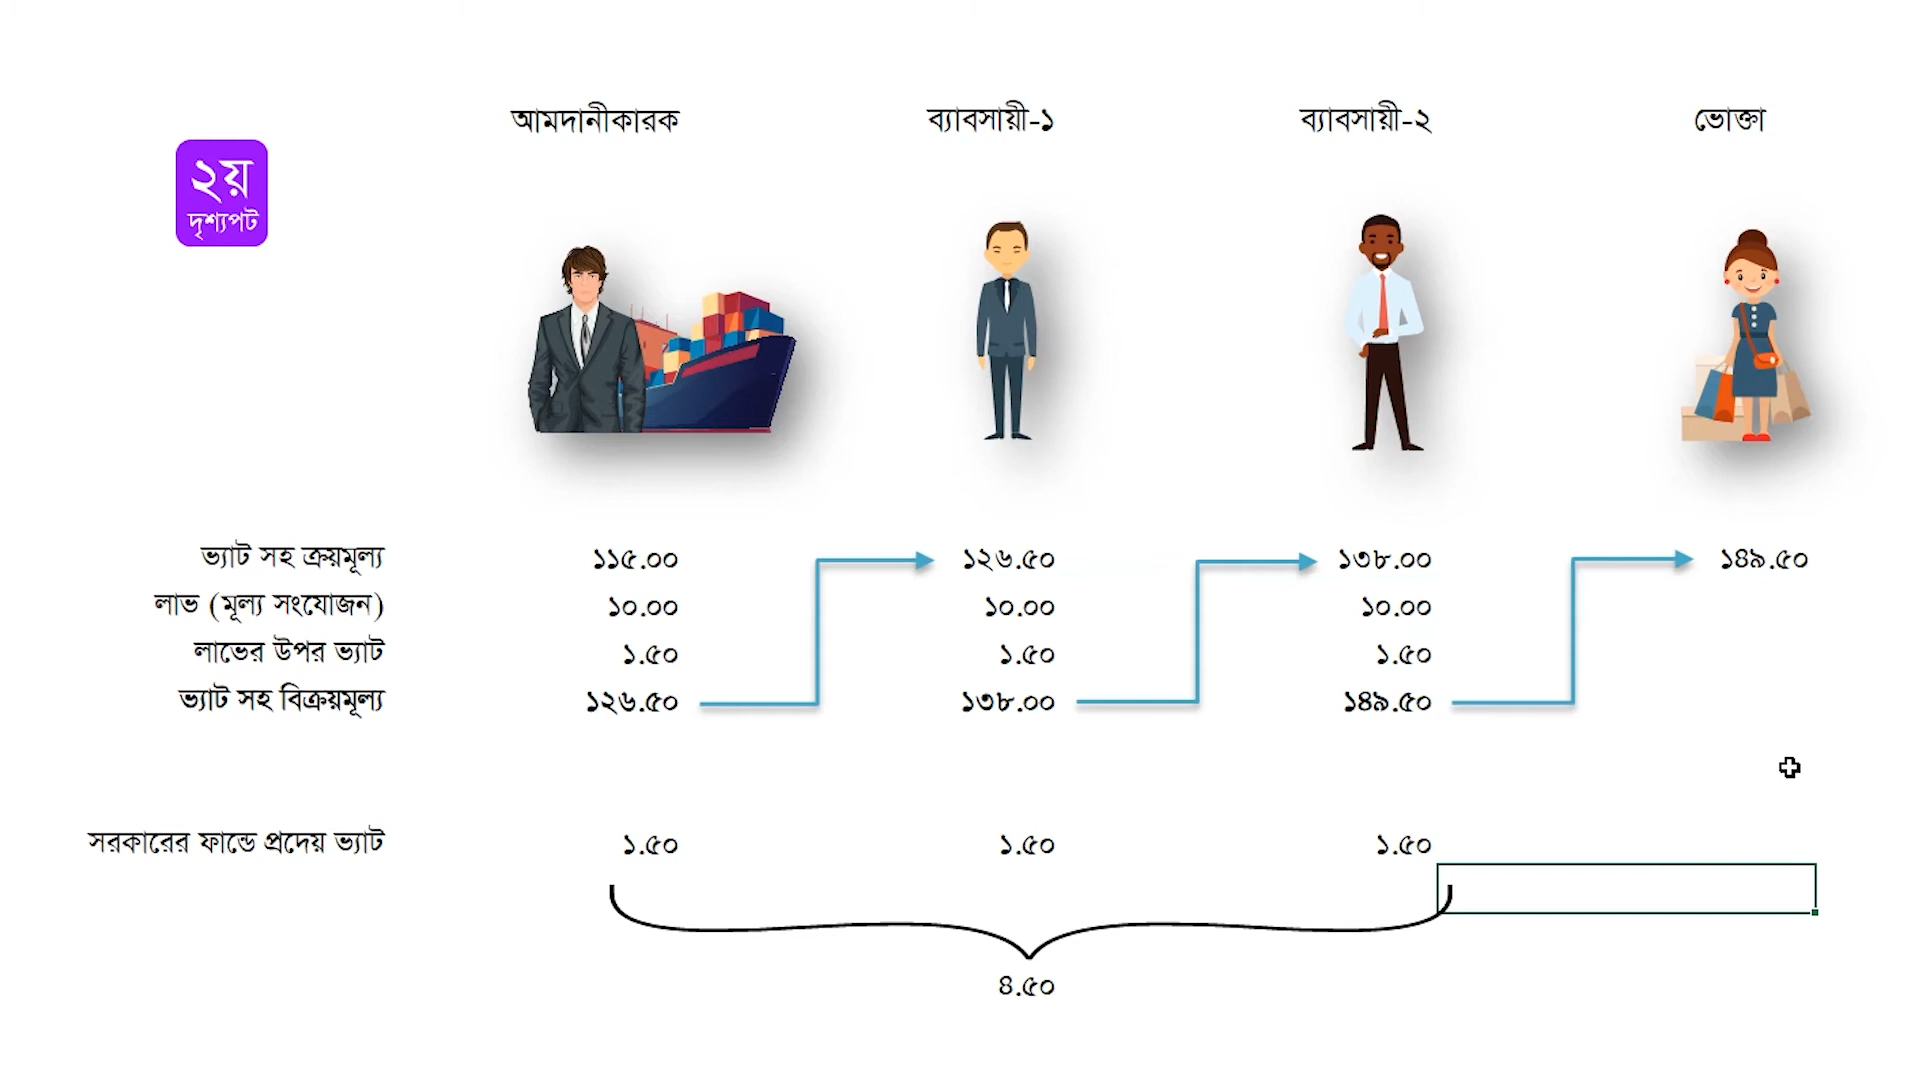 আমদানীকারক ব্যাবসায়ী-১ ব্যাবসায়ী-২ ভোক্তা
২য়
দৃশ্যপট
ভ্যাট সহ ক্রয়মূল্য ১১৫.০০ ১২৬.৫০ ১৩৮.০০ ১৪৯.৫০
লাভ (মূল্য সংযোজন) ১০.০০ ১০.০০ ১০.০০
লাভের উপর ভ্যাট ১.৫০ ১.৫০ ১.৫০
ভ্যাট সহ বিক্রয়মূল্য ১২৬.৫০ ১৩৮.০০ ১৪৯.৫০
সরকারের ফান্ডে প্রদেয় ভ্যাট ১.৫০ ১.৫০ ১.৫০
৪.৫০